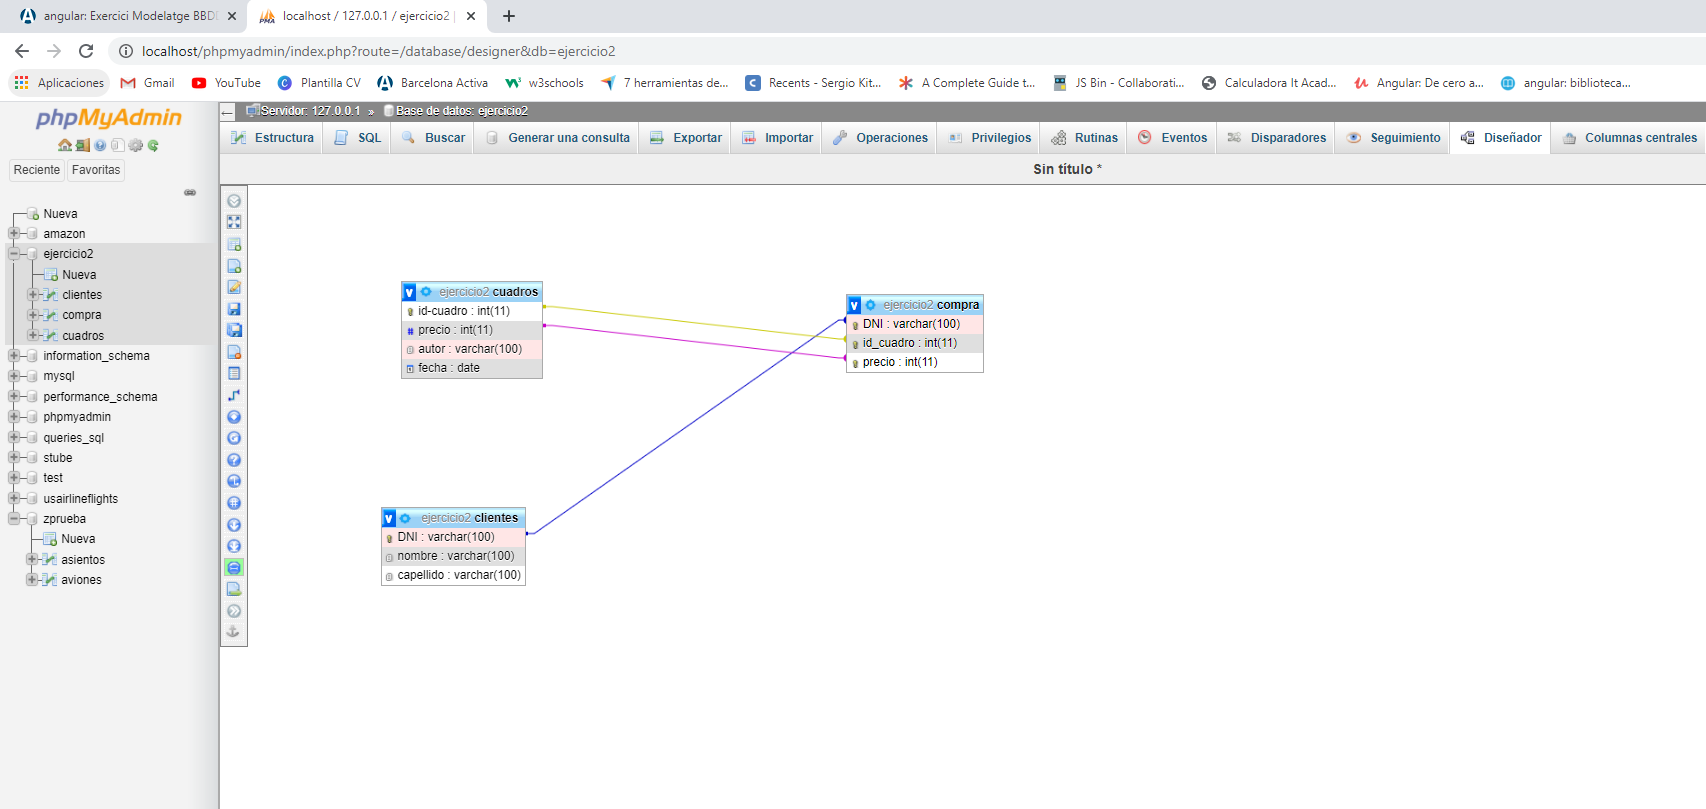 angular: Exercici Modelatge BBD
localhost / 127.0.0.1 / ejercicio2 |
localhost/phpmyadmin/index.php?route=/database/designer&db=ejercicio2
Aplicaciones Gmail YouTube Plantilla CV Barcelona Activa w3schools 7 herramientas de... Recents - Sergio Kit... A Complete Guide t... JS Bin - Collaborati... Calculadora It Acad... Angular: De cero a... angular: biblioteca...
phpMyAdmin
Reciente Favoritas
Nueva
amazon
ejercicio2
Nueva
clientes
compra
cuadros
information_schema
mysql
performance_schema
phpmyadmin
queries_sql
stube
test
usairlineflights
zprueba
Nueva
asientos
aviones
Servidor: 127.0.0.1 » Base de datos: ejercicio2
Estructura SQL Buscar Generar una consulta Exportar Importar Operaciones Privilegios Rutinas Eventos Disparadores Seguimiento Diseñador Columnas centrales
Sin título *
v ejercicio2 cuadros
id-cuadro : int(11)
precio : int(11)
autor : varchar(100)
fecha : date
v ejercicio2 compra
DNI : varchar(100)
id_cuadro : int(11)
precio : int(11)
v ejercicio2 clientes
DNI : varchar(100)
nombre : varchar(100)
capellido : varchar(100)